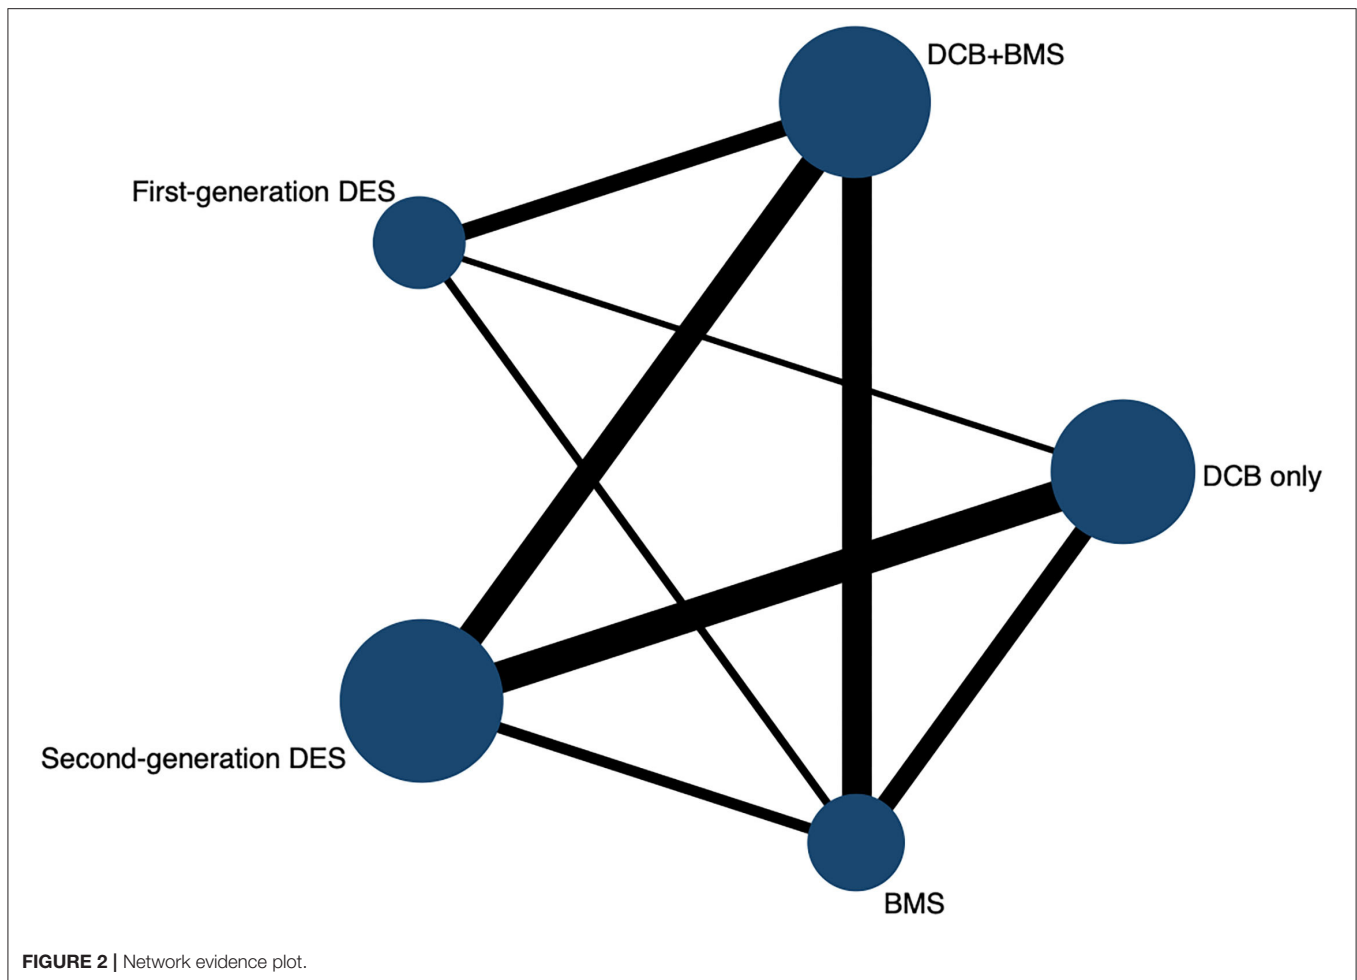 DCB+BMS
First-generation DES
DCB only
Second-generation DES
BMS
FIGURE 2 | Network evidence plot.